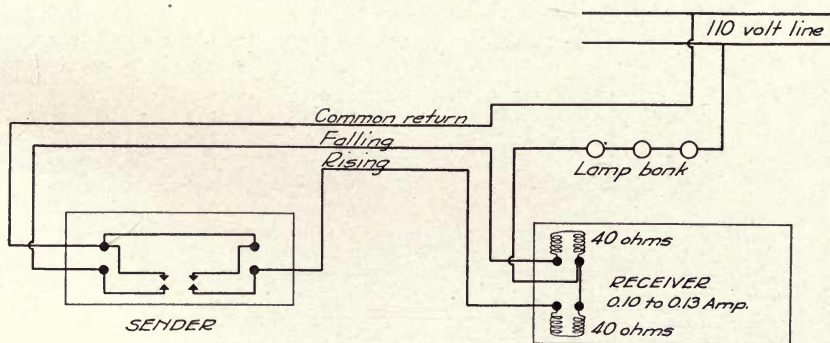 110 volt line
Common return
Falling
Rising
Lamp bank
40 ohms
RECEIVER
0.10 to 0.13 Amp.
40 ohms
SENDER